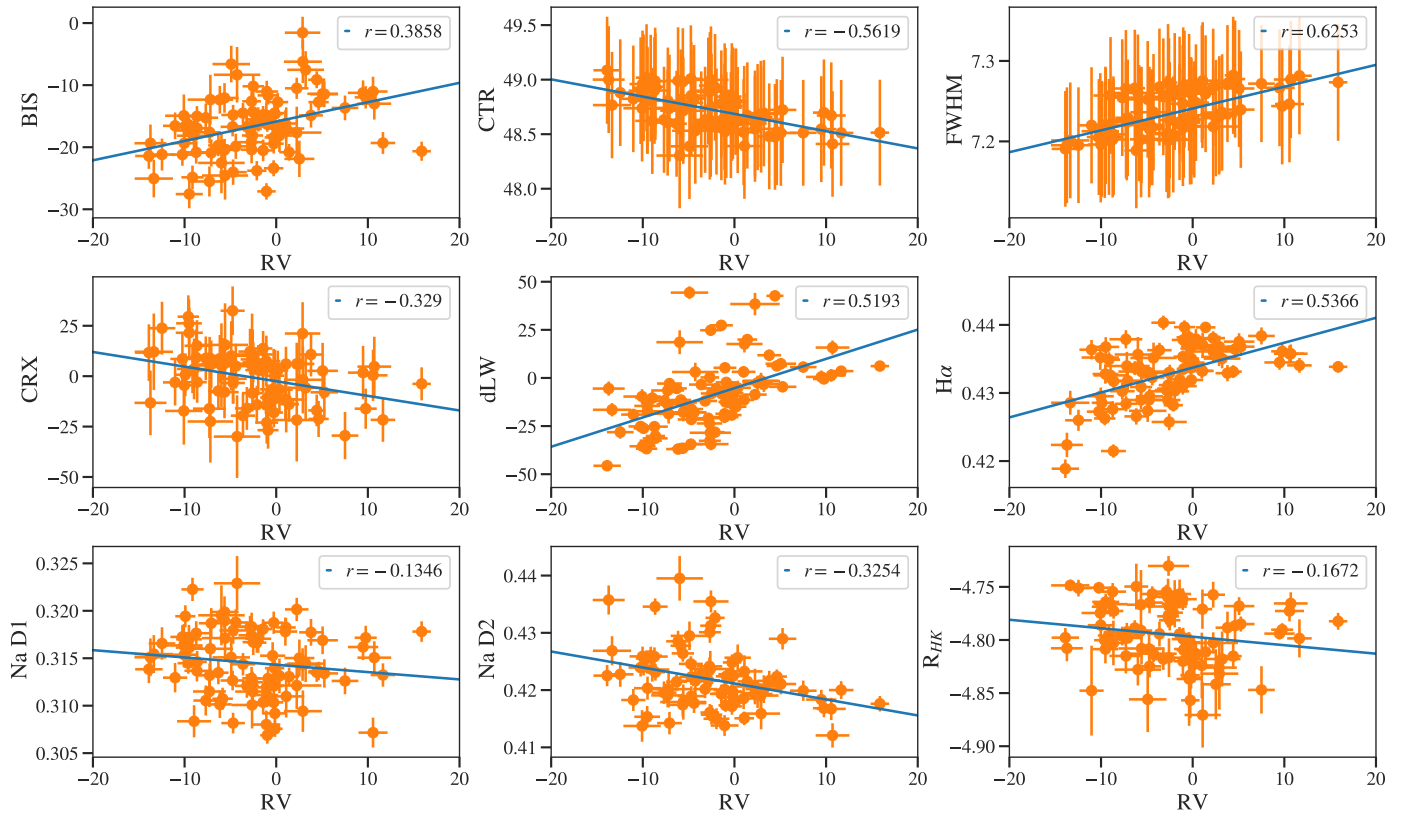 r = 0.3858
BIS
0
−10
−20
−30
−20 −10 0 10 20
RV
r = −0.5619
CTR
49.5
49.0
48.5
48.0
−20 −10 0 10 20
RV
r = 0.6253
FWHM
7.3
7.2
−20 −10 0 10 20
RV
r = −0.329
CRX
25
0
−25
−50
−20 −10 0 10 20
RV
r = 0.5193
dLW
50
25
0
−25
−50
−20 −10 0 10 20
RV
r = 0.5366
Hα
0.44
0.43
0.42
−20 −10 0 10 20
RV
r = −0.1346
Na D1
0.325
0.320
0.315
0.310
0.305
−20 −10 0 10 20
RV
r = −0.3254
Na D2
0.44
0.43
0.42
0.41
−20 −10 0 10 20
RV
r = −0.1672
R_HK
−4.75
−4.80
−4.85
−4.90
−20 −10 0 10 20
RV